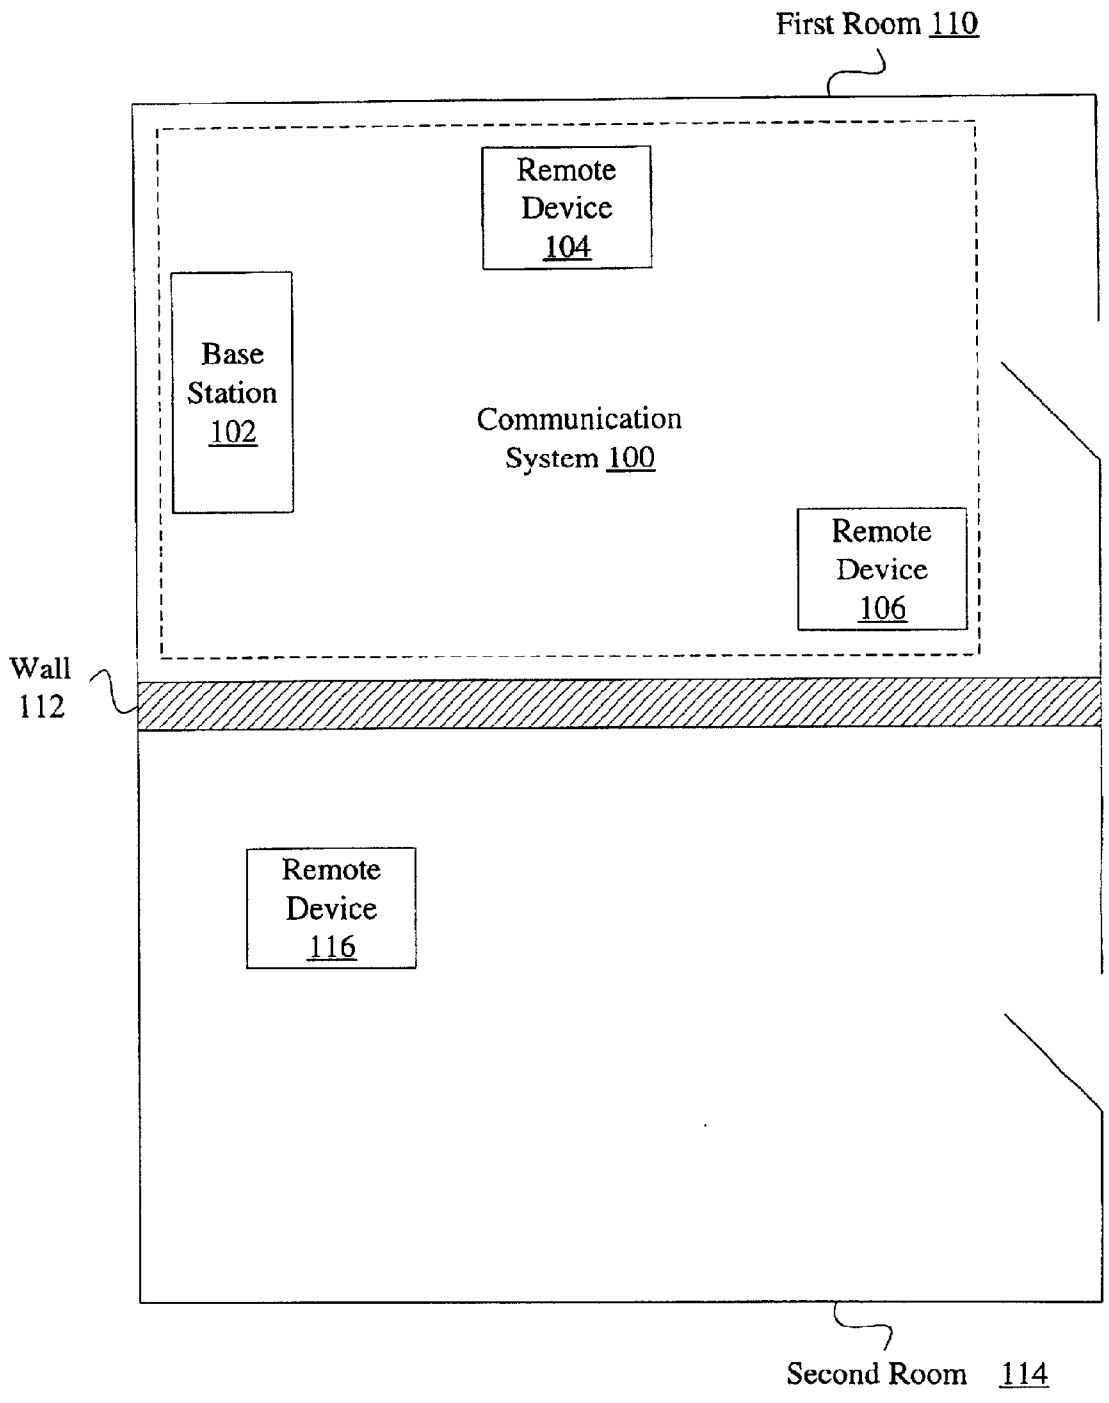 First Room 110
Remote
Device
104
Base
Station
102
Communication
System 100
Remote
Device
106
Wall
112
Remote
Device
116
Second Room 114